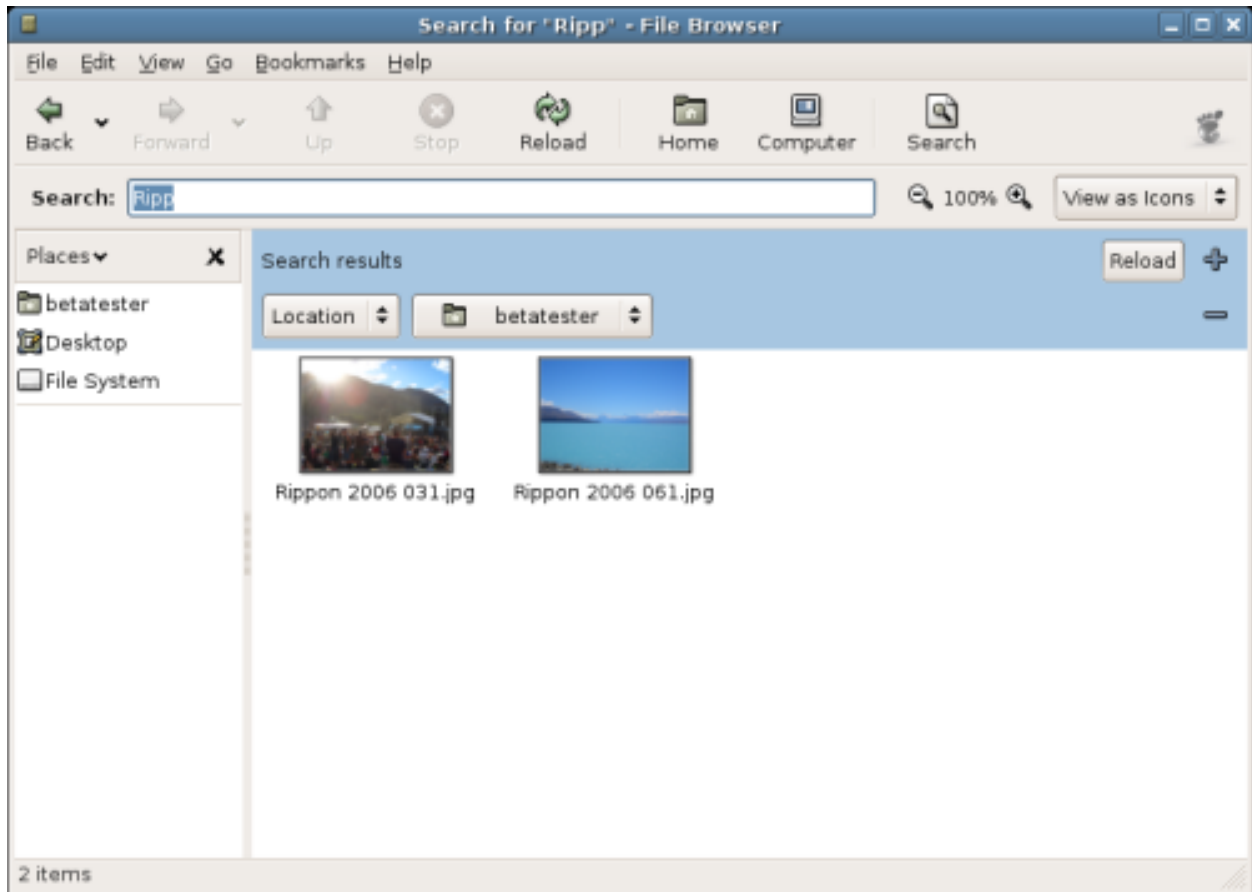 Search for "Ripp" - File Browser
File Edit View Go Bookmarks Help
Back Forward Up Stop Reload Home Computer Search
Search: Ripp 100% View as Icons
Places
betatester
Desktop
File System
Search results Reload
Location betatester
Rippon 2006 031.jpg Rippon 2006 061.jpg
2 items